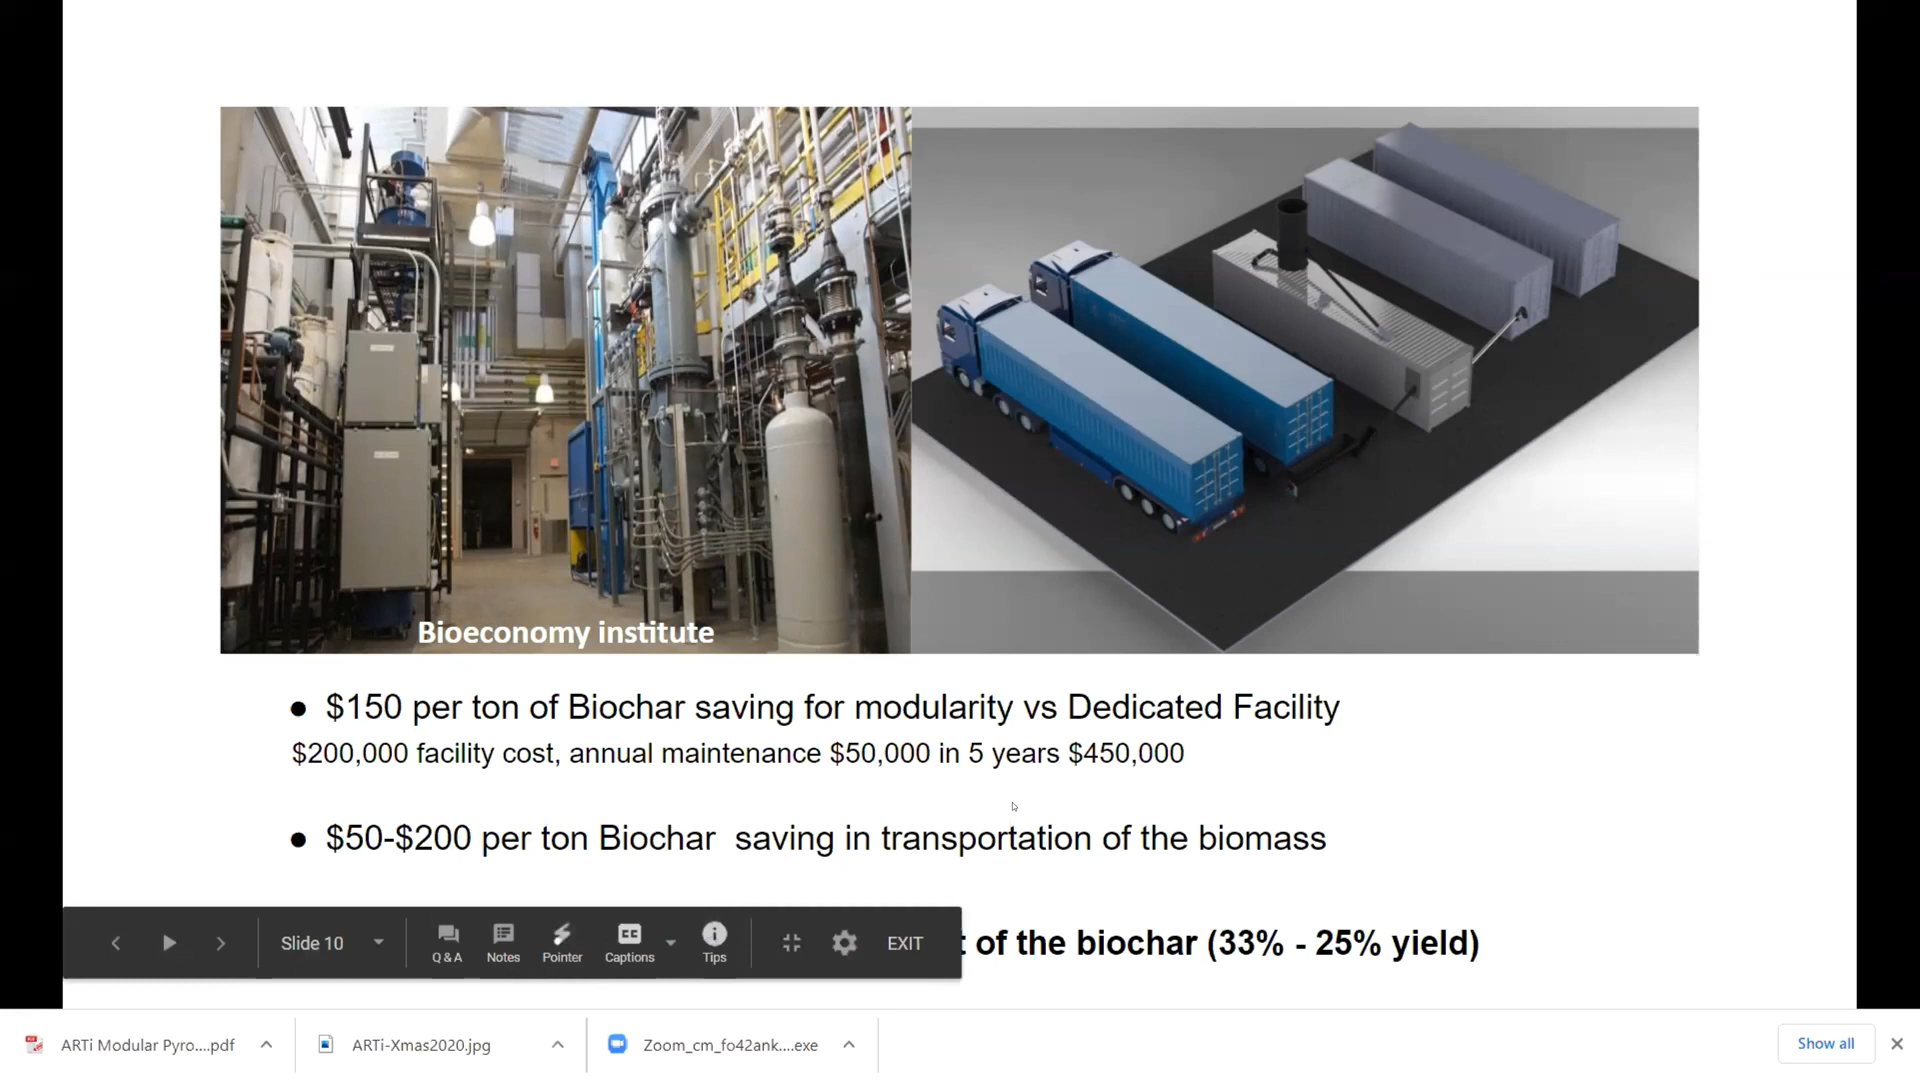 Bioeconomy institute
● $150 per ton of Biochar saving for modularity vs Dedicated Facility
$200,000 facility cost, annual maintenance $50,000 in 5 years $450,000
● $50-$200 per ton Biochar saving in transportation of the biomass
of the biochar (33% - 25% yield)
Slide 10
Q & A
Notes
Pointer
CC
Captions
Tips
EXIT
ARTi Modular Pyro....pdf
ARTi-Xmas2020.jpg
Zoom_cm_fo42ank....exe
Show all